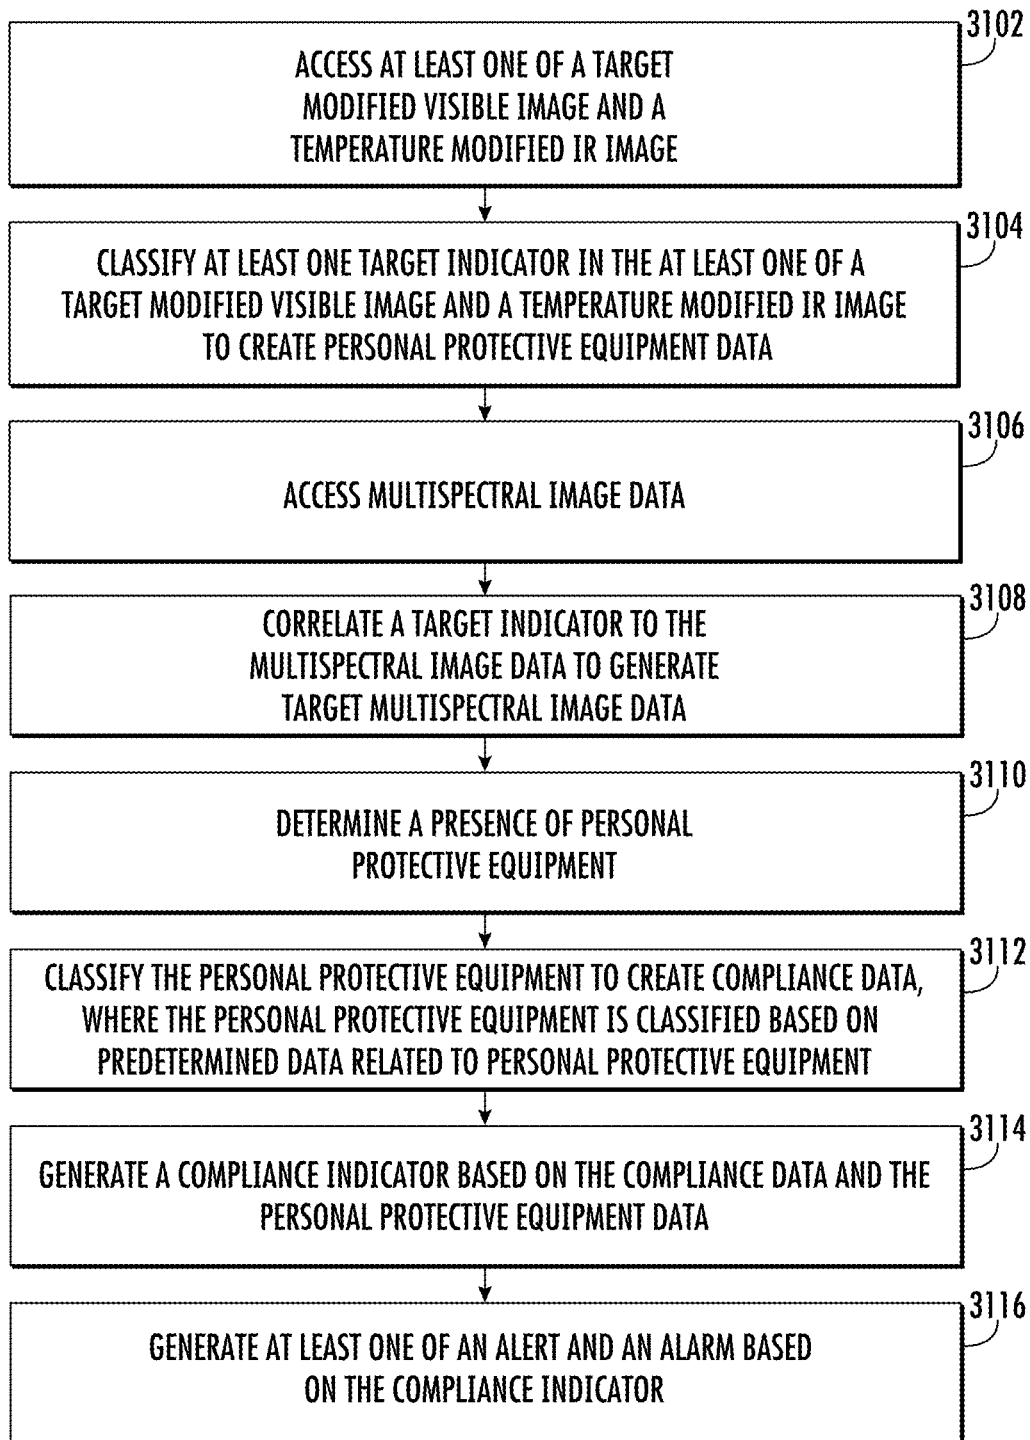 3102
ACCESS AT LEAST ONE OF A TARGET
MODIFIED VISIBLE IMAGE AND A
TEMPERATURE MODIFIED IR IMAGE
3104
CLASSIFY AT LEAST ONE TARGET INDICATOR IN THE AT LEAST ONE OF A
TARGET MODIFIED VISIBLE IMAGE AND A TEMPERATURE MODIFIED IR IMAGE
TO CREATE PERSONAL PROTECTIVE EQUIPMENT DATA
3106
ACCESS MULTISPECTRAL IMAGE DATA
3108
CORRELATE A TARGET INDICATOR TO THE
MULTISPECTRAL IMAGE DATA TO GENERATE
TARGET MULTISPECTRAL IMAGE DATA
3110
DETERMINE A PRESENCE OF PERSONAL
PROTECTIVE EQUIPMENT
3112
CLASSIFY THE PERSONAL PROTECTIVE EQUIPMENT TO CREATE COMPLIANCE DATA,
WHERE THE PERSONAL PROTECTIVE EQUIPMENT IS CLASSIFIED BASED ON
PREDETERMINED DATA RELATED TO PERSONAL PROTECTIVE EQUIPMENT
3114
GENERATE A COMPLIANCE INDICATOR BASED ON THE COMPLIANCE DATA AND THE
PERSONAL PROTECTIVE EQUIPMENT DATA
3116
GENERATE AT LEAST ONE OF AN ALERT AND AN ALARM BASED
ON THE COMPLIANCE INDICATOR